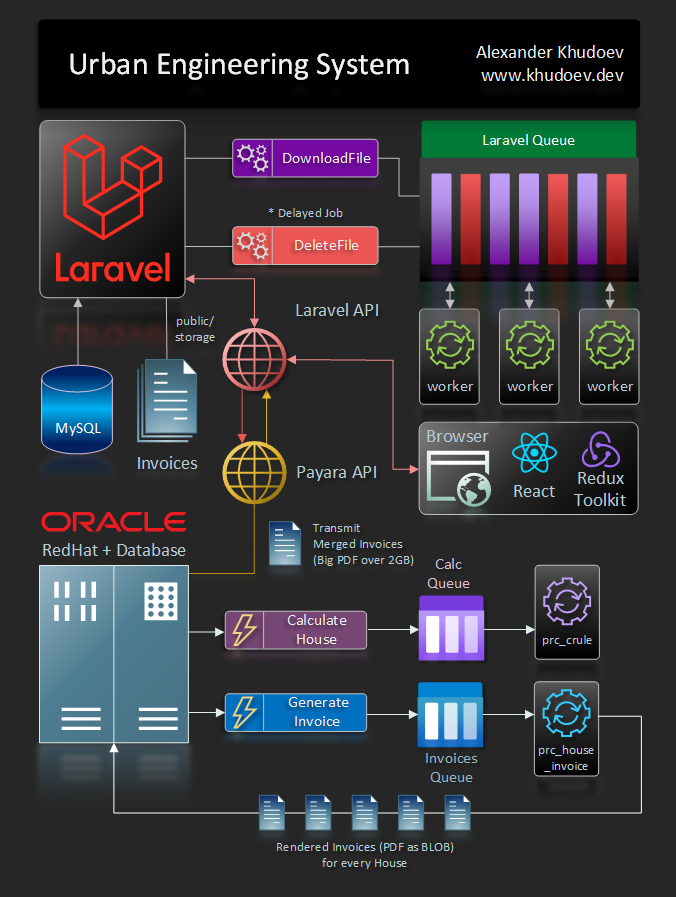 Urban Engineering System
Alexander Khudoev
www.khudoev.dev
Laravel
DownloadFile
* Delayed Job
DeleteFile
Laravel Queue
worker
worker
worker
public/
storage
Laravel API
MySQL
Invoices
Payara API
Browser
React
Redux
Toolkit
ORACLE
RedHat + Database
Transmit
Merged Invoices
(Big PDF over 2GB)
Calculate
House
Calc
Queue
prc_crule
Generate
Invoice
Invoices
Queue
prc_house
_invoice
Rendered Invoices (PDF as BLOB)
for every House